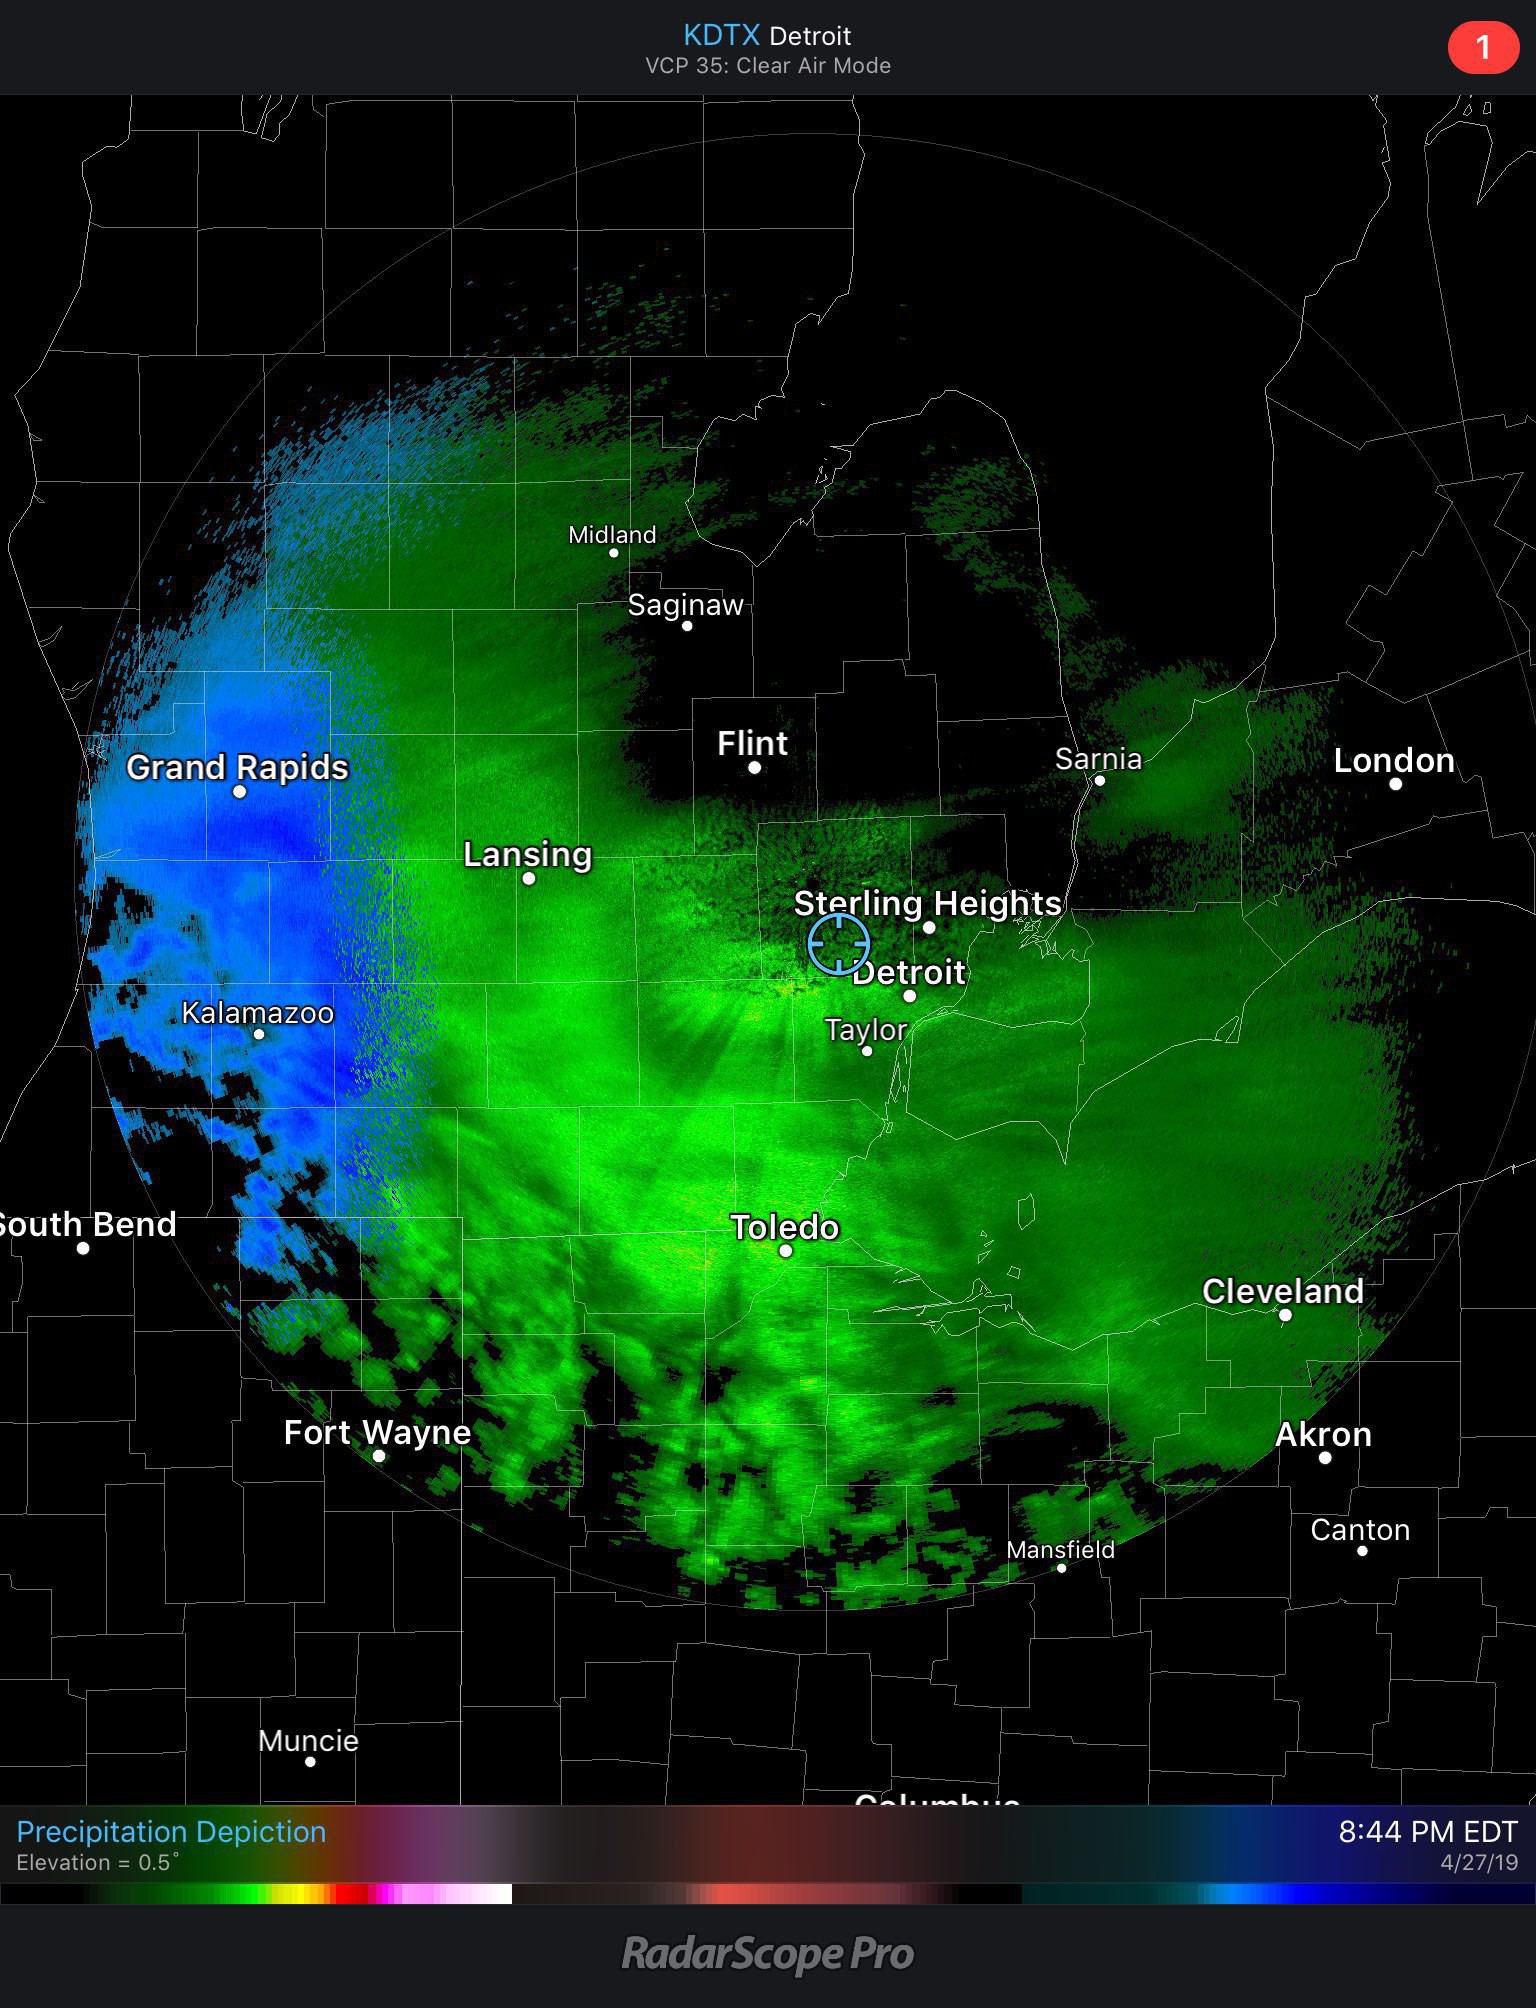 KDTX Detroit
VCP 35: Clear Air Mode
1
Midland
Saginaw
Flint
Sarnia
London
Grand Rapids
Lansing
Sterling Heights
Detroit
Kalamazoo
Taylor
South Bend
Toledo
Cleveland
Fort Wayne
Akron
Canton
Mansfield
Muncie
Columbus
Precipitation Depiction
8:44 PM EDT
Elevation = 0.5°
4/27/19
RadarScope Pro